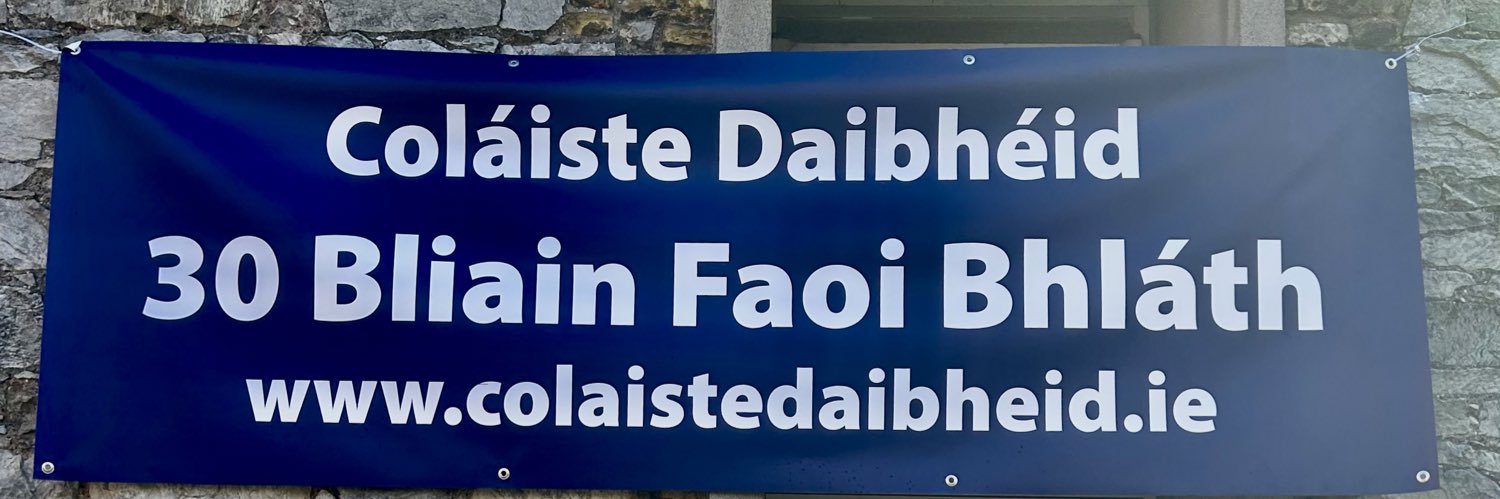 Coláiste Daibhéid
30 Bliain Faoi Bhláth
www.colaistedaibheid.ie